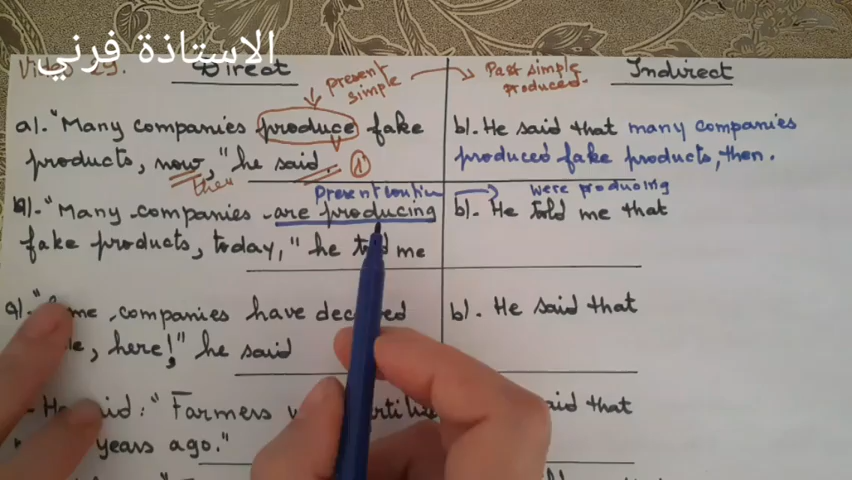 الاستاذة فرني
Video 29.
Direct
present simple
Past simple
produced.
Indirect
a). "Many companies produce fake
products, now," he said.
then
b). He said that many companies
produced fake products, then.
Present
were producing
"Many companies are producing
fake products, today," he told me
b). He told me that
companies have
here!" he said
b). He said that
"Farmers
years ago."
said that